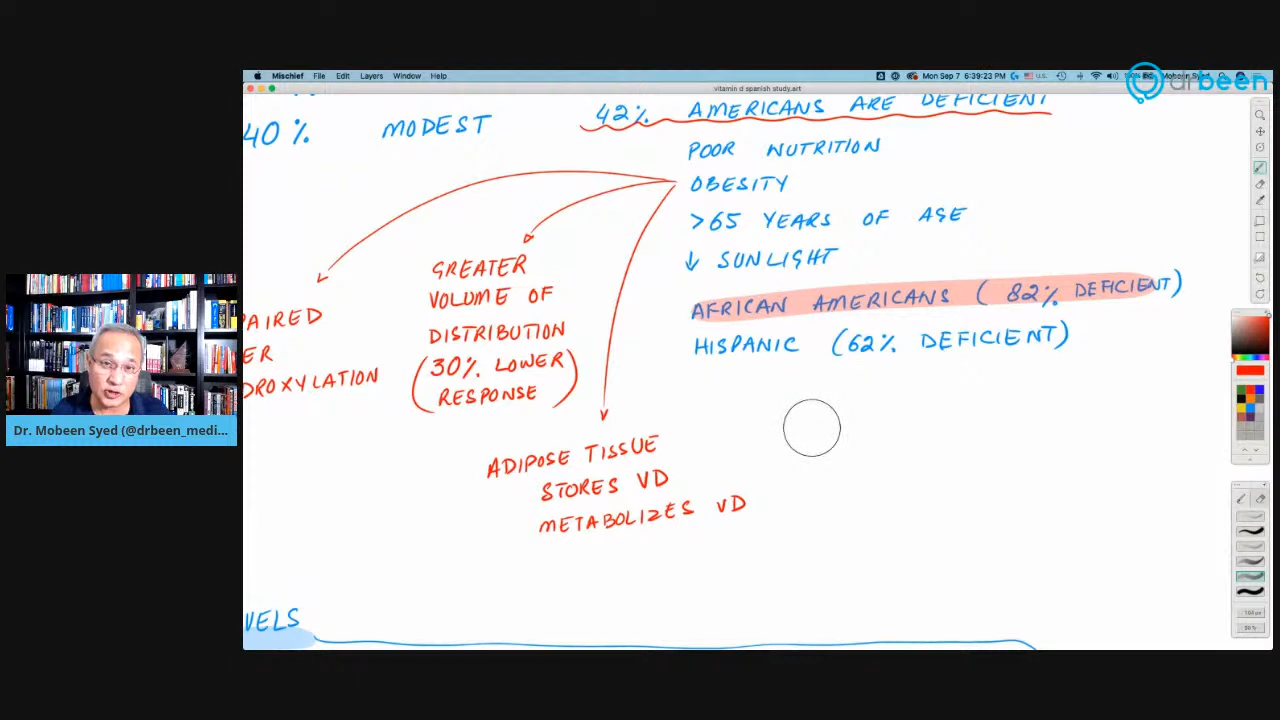 Mischief File Edit Layers Window Help
Mon Sep 7 6:39:23 PM
U.S.
Mobeen Syed
drbeen
vitamin d spanish study.art
40% MODEST
42% AMERICANS ARE DEFICIENT
POOR NUTRITION
OBESITY
>65 YEARS OF AGE
↓ SUNLIGHT
AFRICAN AMERICANS ( 82% DEFICIENT)
HISPANIC (62% DEFICIENT)
GREATER
VOLUME OF
DISTRIBUTION
(30% LOWER
RESPONSE)
PAIRED
ER
DROXYLATION
ADIPOSE TISSUE
STORES VD
METABOLIZES VD
VELS
Dr. Mobeen Syed (@drbeen_medi...